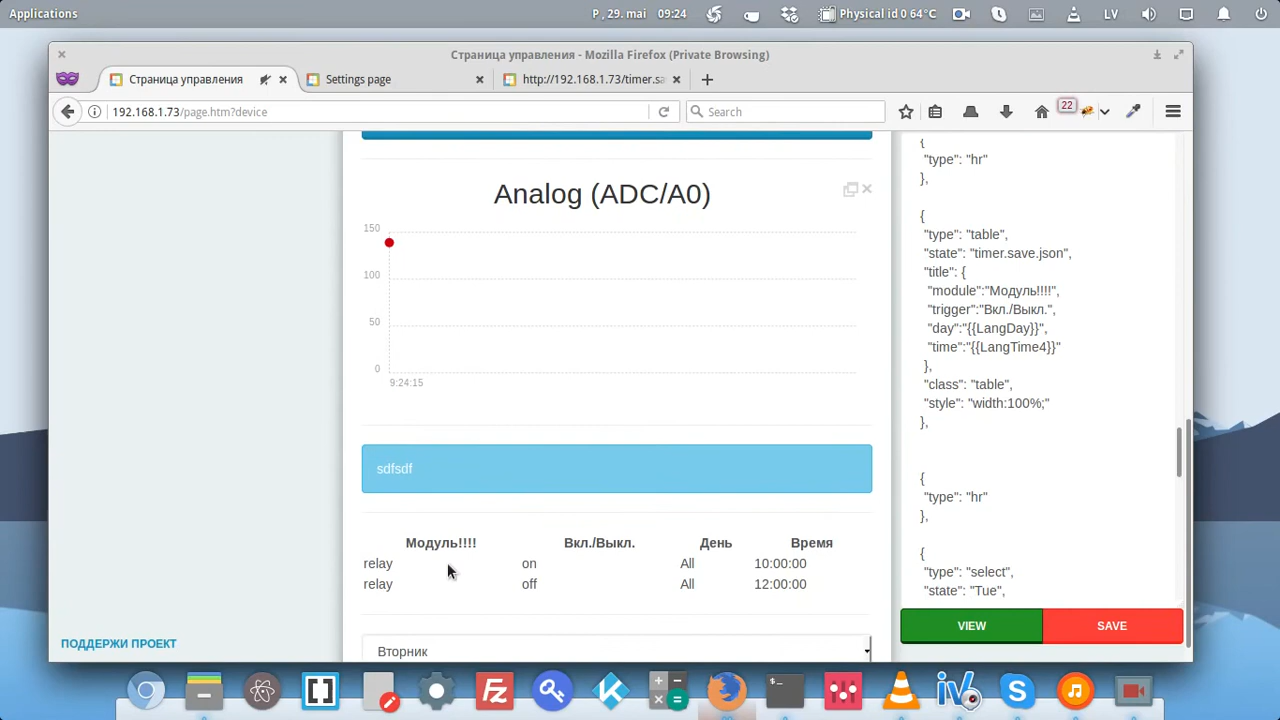 Applications
P , 29. mai 09:24
Physical id 0 64°C
LV
Страница управления - Mozilla Firefox (Private Browsing)
Страница управления
Settings page
http://192.168.1.73/timer.sa
192.168.1.73/page.htm?device
Search
22
Analog (ADC/A0)
150
100
50
0
9:24:15
sdfsdf
Модуль!!!! Вкл./Выкл. День Время
relay on All 10:00:00
relay off All 12:00:00
Вторник
ПОДДЕРЖИ ПРОЕКТ
{
"type": "hr"
},
{
"type": "table",
"state": "timer.save.json",
"title": {
"module":"Модуль!!!!",
"trigger":"Вкл./Выкл.",
"day":"{{LangDay}}",
"time":"{{LangTime4}}"
},
"class": "table",
"style": "width:100%;"
},
{
"type": "hr"
},
{
"type": "select",
"state": "Tue",
VIEW
SAVE